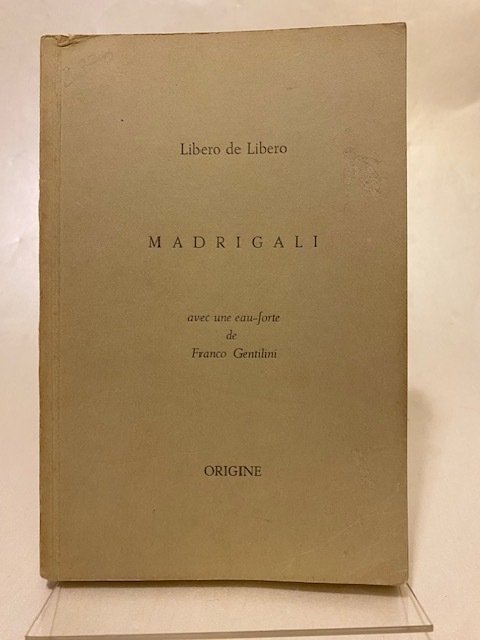 Libero de Libero
MADRIGALI
avec une eau-forte
de
Franco Gentilini
ORIGINE